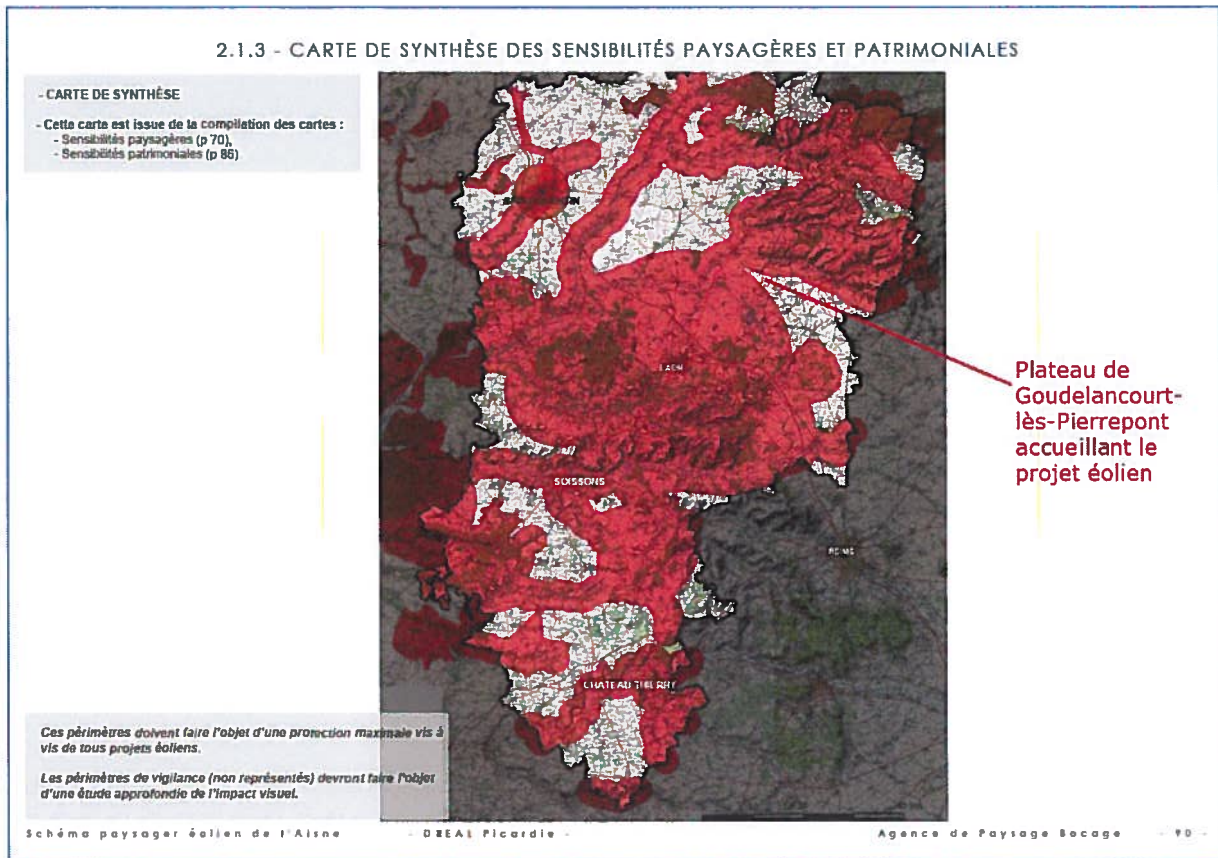 2.1.3 - CARTE DE SYNTHÈSE DES SENSIBILITÉS PAYSAGÈRES ET PATRIMONIALES
- CARTE DE SYNTHÈSE
- Cette carte est issue de la compilation des cartes :
- Sensibilités paysagères (p 70),
- Sensibilités patrimoniales (p 86)
LAON
Plateau de
Goudelancourt-
lès-Pierrepont
accueillant le
projet éolien
SOISSONS
REIMS
CHATEAU THIERRY
Ces périmètres doivent faire l'objet d'une protection maximale vis à
vis de tous projets éoliens.
Les périmètres de vigilance (non représentés) devront faire l'objet
d'une étude approfondie de l'impact visuel.
Schéma paysager éolien de l'Aisne - DREAL Picardie - Agence de Paysage Bocage - 90 -